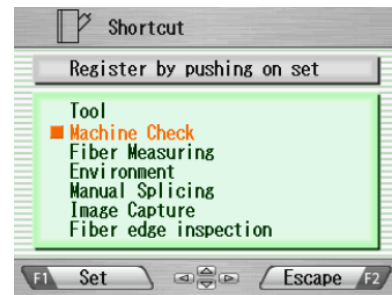 Shortcut
Register by pushing on set
Tool
Machine Check
Fiber Measuring
Environment
Manual Splicing
Image Capture
Fiber edge inspection
F1 Set Escape F2